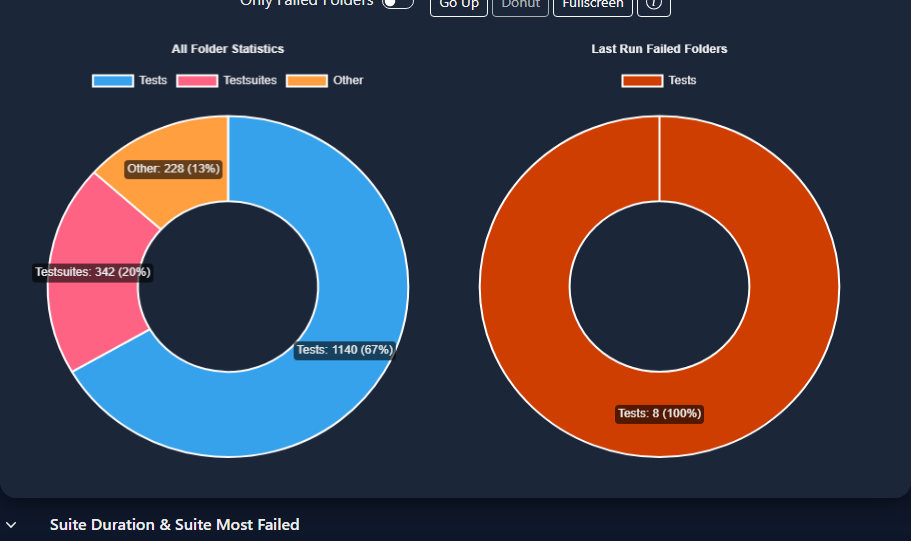 Only Failed Folders Go Up Donut Fullscreen
All Folder Statistics
Tests Testsuites Other
Other: 228 (13%)
Testsuites: 342 (20%)
Tests: 1140 (67%)
Last Run Failed Folders
Tests
Tests: 8 (100%)
Suite Duration & Suite Most Failed